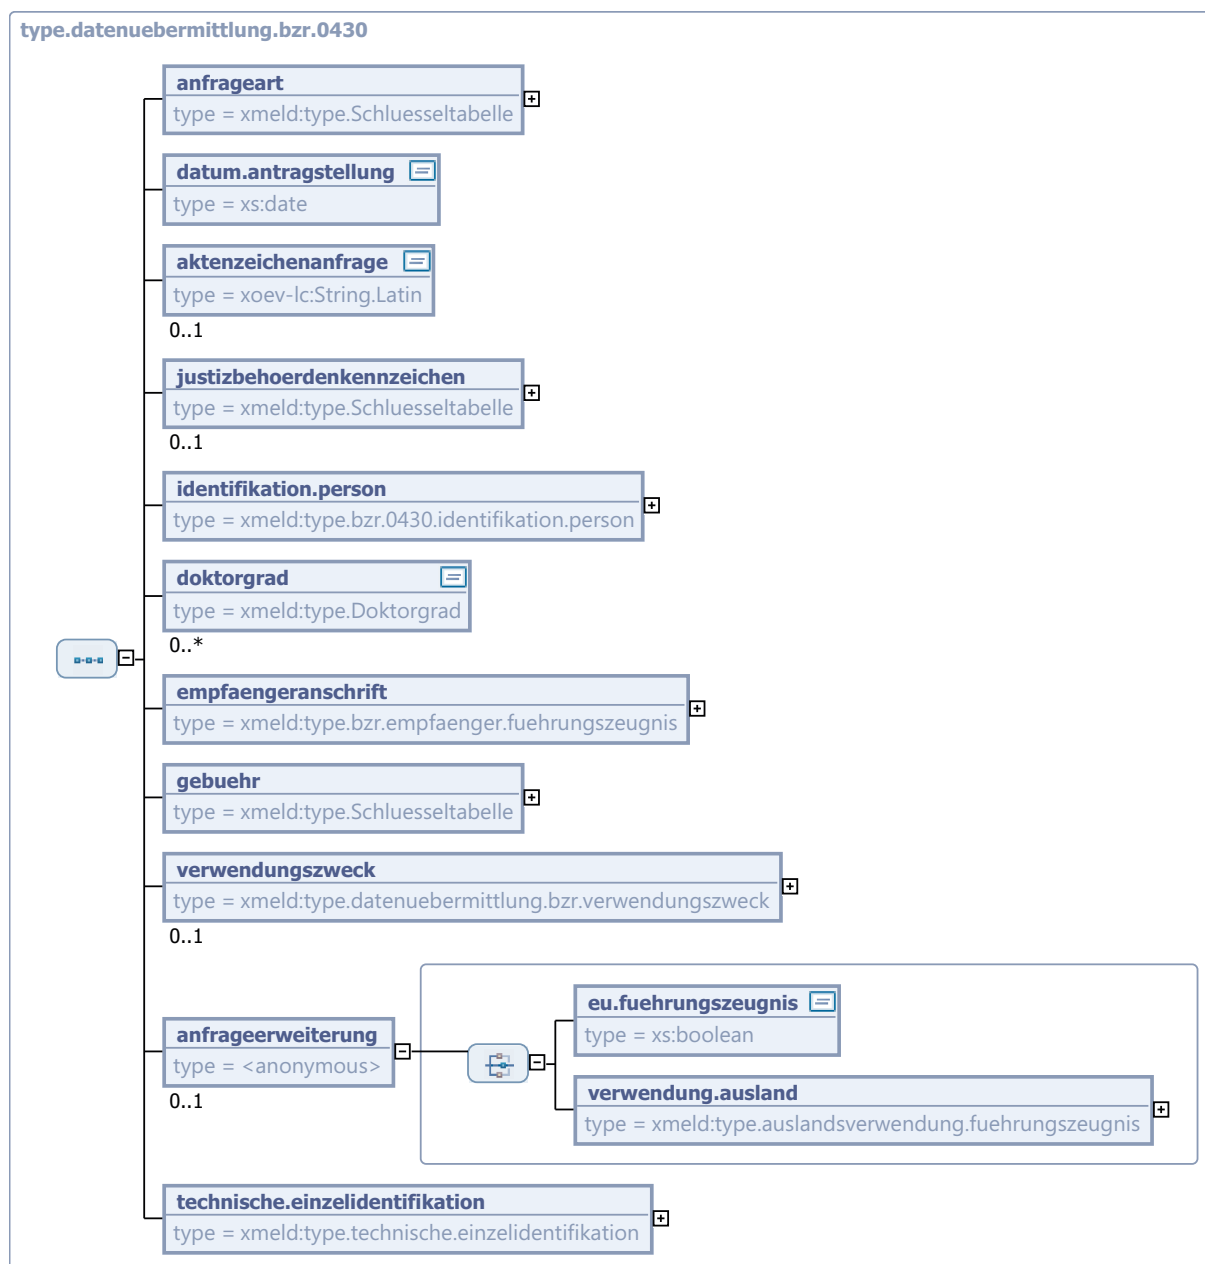 type.datenuebermittlung.bzr.0430
anfrageart
type = xmeld:type.Schluesseltabelle
datum.antragstellung
type = xs:date
aktenzeichenanfrage
type = xoev-lc:String.Latin
0..1
justizbehoerdenkennzeichen
type = xmeld:type.Schluesseltabelle
0..1
identifikation.person
type = xmeld:type.bzr.0430.identifikation.person
doktorgrad
type = xmeld:type.Doktorgrad
0..*
empfaengeranschrift
type = xmeld:type.bzr.empfaenger.fuehrungszeugnis
gebuehr
type = xmeld:type.Schluesseltabelle
verwendungszweck
type = xmeld:type.datenuebermittlung.bzr.verwendungszweck
0..1
anfrageerweiterung
type = <anonymous>
0..1
eu.fuehrungszeugnis
type = xs:boolean
verwendung.ausland
type = xmeld:type.auslandsverwendung.fuehrungszeugnis
technische.einzelidentifikation
type = xmeld:type.technische.einzelidentifikation